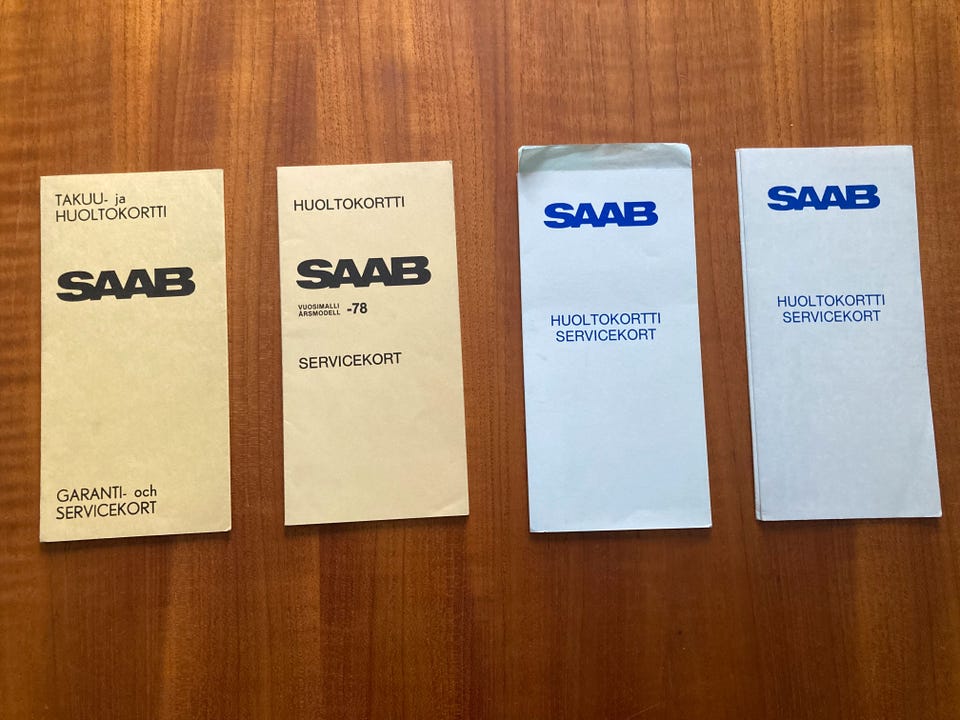 TAKUU- ja
HUOLTOKORTTI
SAAB
GARANTI- och
SERVICEKORT
HUOLTOKORTTI
SAAB
VUOSIMALLI
ÅRSMODELL -78
SERVICEKORT
SAAB
HUOLTOKORTTI
SERVICEKORT
SAAB
HUOLTOKORTTI
SERVICEKORT